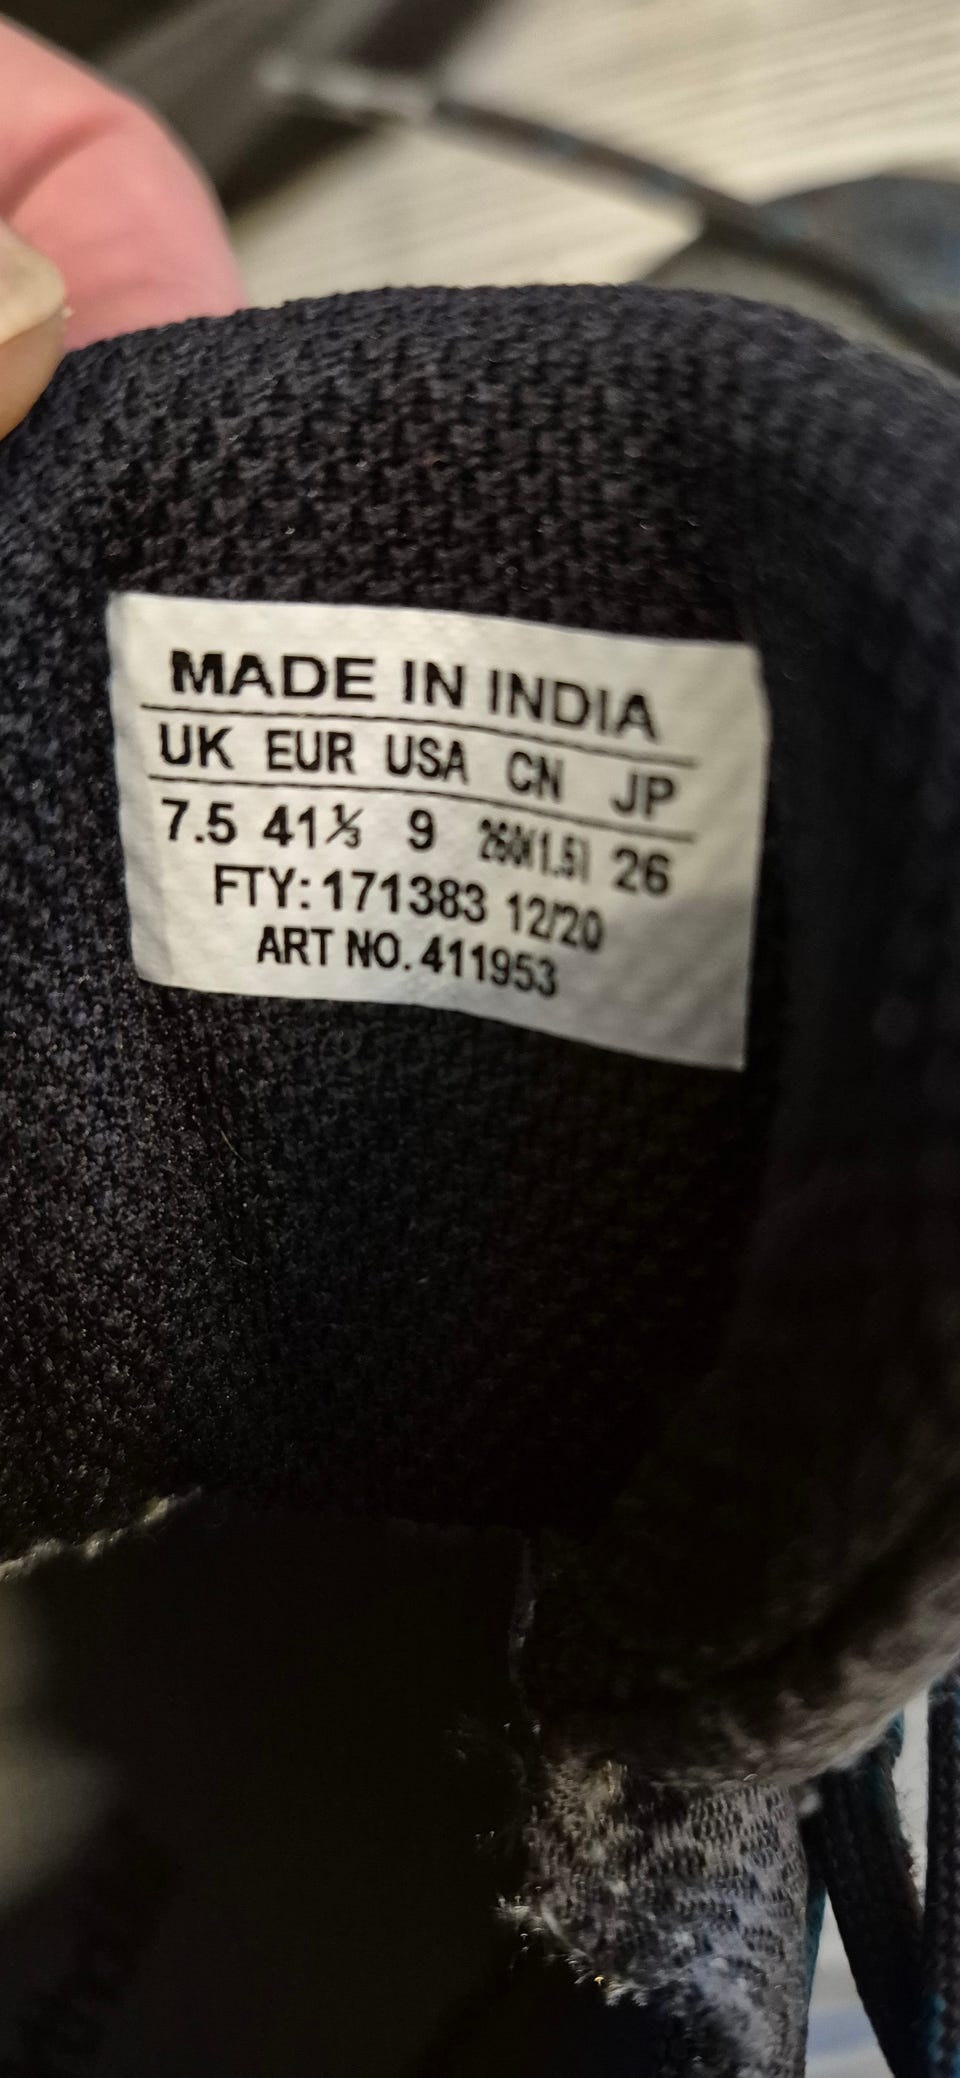 MADE IN INDIA
UK EUR USA CN JP
7.5 41⅓ 9 260(1.5) 26
FTY: 171383 12/20
ART NO. 411953